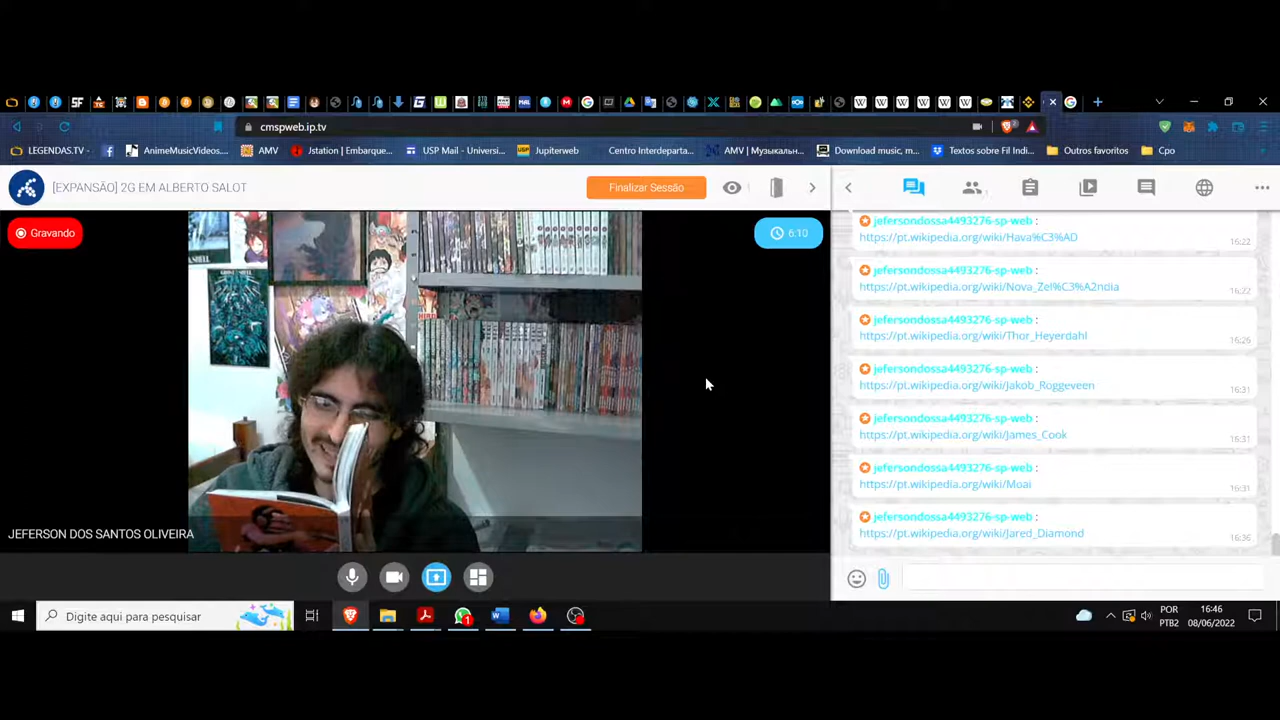 cmspweb.ip.tv
2
LEGENDAS.TV -
AnimeMusicVideos...
AMV
Jstation | Embarque...
USP Mail - Universi...
Jupiterweb
Centro Interdeparta...
AMV | Музыкальн...
Download music, m...
Textos sobre Fil Indi...
Outros favoritos
Cpo
[EXPANSÃO] 2G EM ALBERTO SALOT
Finalizar Sessão
1
1
Gravando
6:10
JEFERSON DOS SANTOS OLIVEIRA
jefersondossa4493276-sp-web :
https://pt.wikipedia.org/wiki/Hava%C3%AD
16:22
jefersondossa4493276-sp-web :
https://pt.wikipedia.org/wiki/Nova_Zel%C3%A2ndia
16:22
jefersondossa4493276-sp-web :
https://pt.wikipedia.org/wiki/Thor_Heyerdahl
16:26
jefersondossa4493276-sp-web :
https://pt.wikipedia.org/wiki/Jakob_Roggeveen
16:31
jefersondossa4493276-sp-web :
https://pt.wikipedia.org/wiki/James_Cook
16:31
jefersondossa4493276-sp-web :
https://pt.wikipedia.org/wiki/Moai
16:31
jefersondossa4493276-sp-web :
https://pt.wikipedia.org/wiki/Jared_Diamond
16:36
Digite aqui para pesquisar
1
POR
PTB2
16:46
08/06/2022